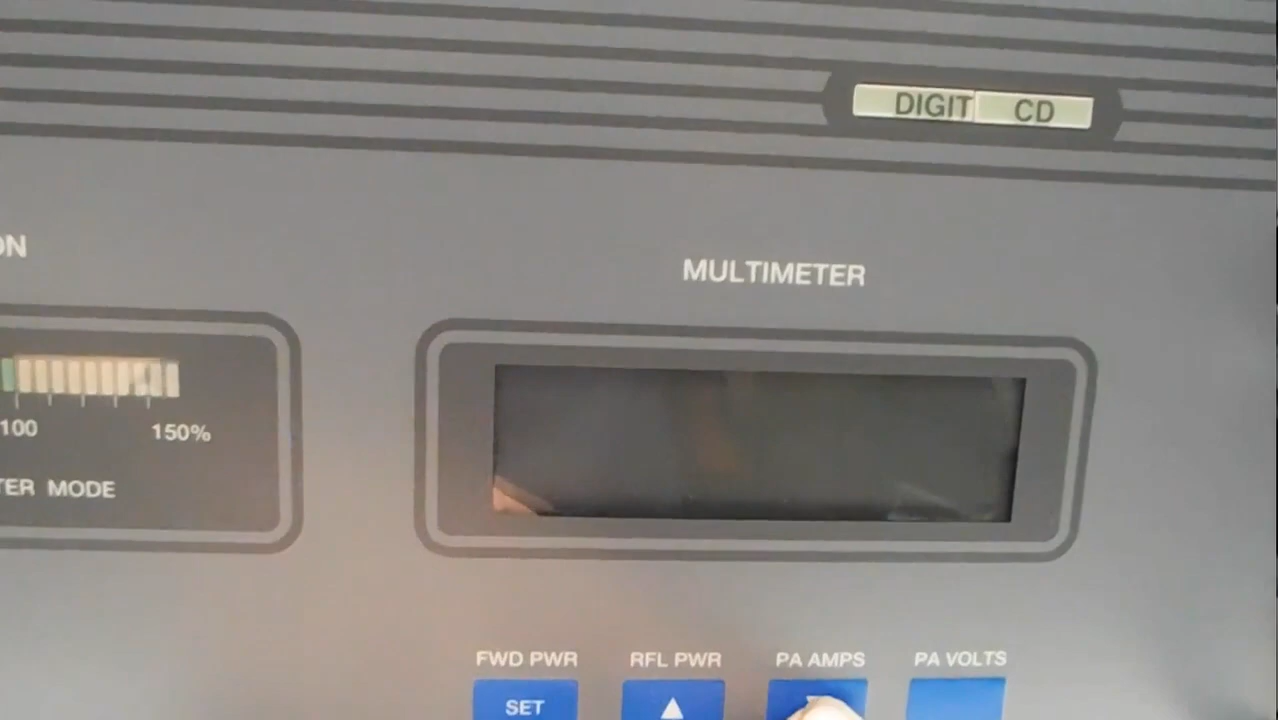 DIGIT CD
ON
MULTIMETER
100 150%
TER MODE
FWD PWR RFL PWR PA AMPS PA VOLTS
SET